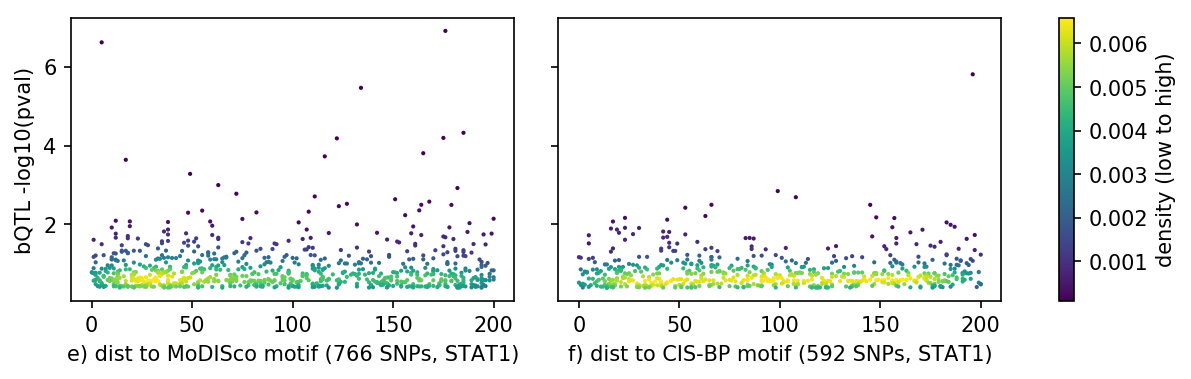 bQTL -log10(pval)
6
4
2
0 50 100 150 200
e) dist to MoDISco motif (766 SNPs, STAT1)
0 50 100 150 200
f) dist to CIS-BP motif (592 SNPs, STAT1)
0.006
0.005
0.004
0.003
0.002
0.001
density (low to high)